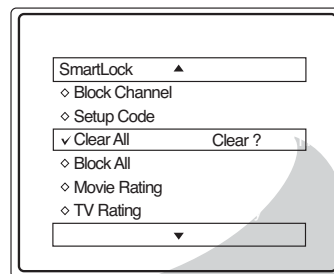 SmartLock ▲
◇ Block Channel
◇ Setup Code
✓ Clear All Clear ?
◇ Block All
◇ Movie Rating
◇ TV Rating
▼